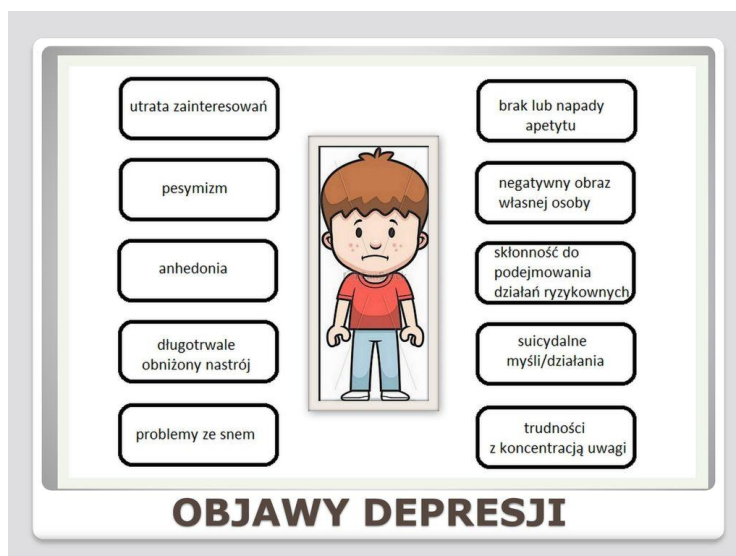 utrata zainteresowań
pesymizm
anhedonia
długotrwale
obniżony nastrój
problemy ze snem
brak lub napady
apetytu
negatywny obraz
własnej osoby
skłonność do
podejmowania
działań ryzykownych
suicydalne
myśli/działania
trudności
z koncentracją uwagi
OBJAWY DEPRESJI